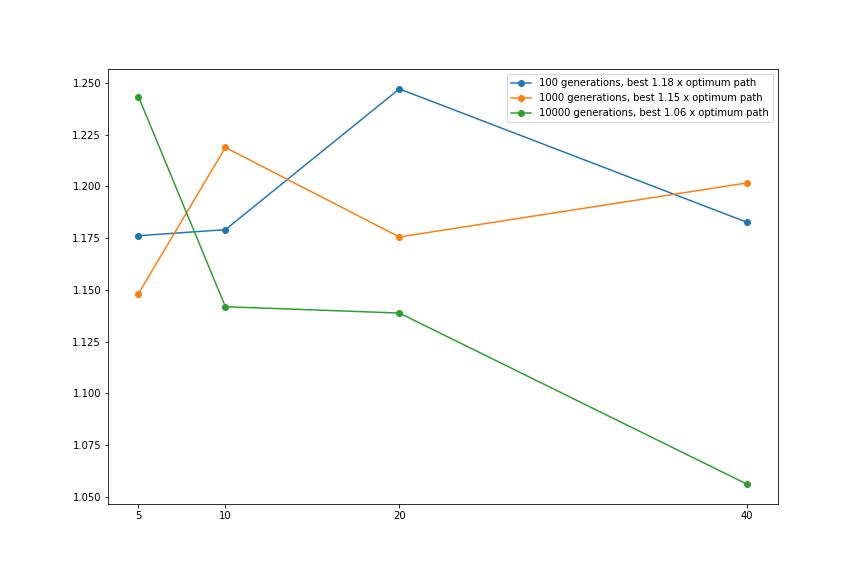 1.250
100 generations, best 1.18 x optimum path
1000 generations, best 1.15 x optimum path
10000 generations, best 1.06 x optimum path
1.225
1.200
1.175
1.150
1.125
1.100
1.075
1.050
5 10 20 40